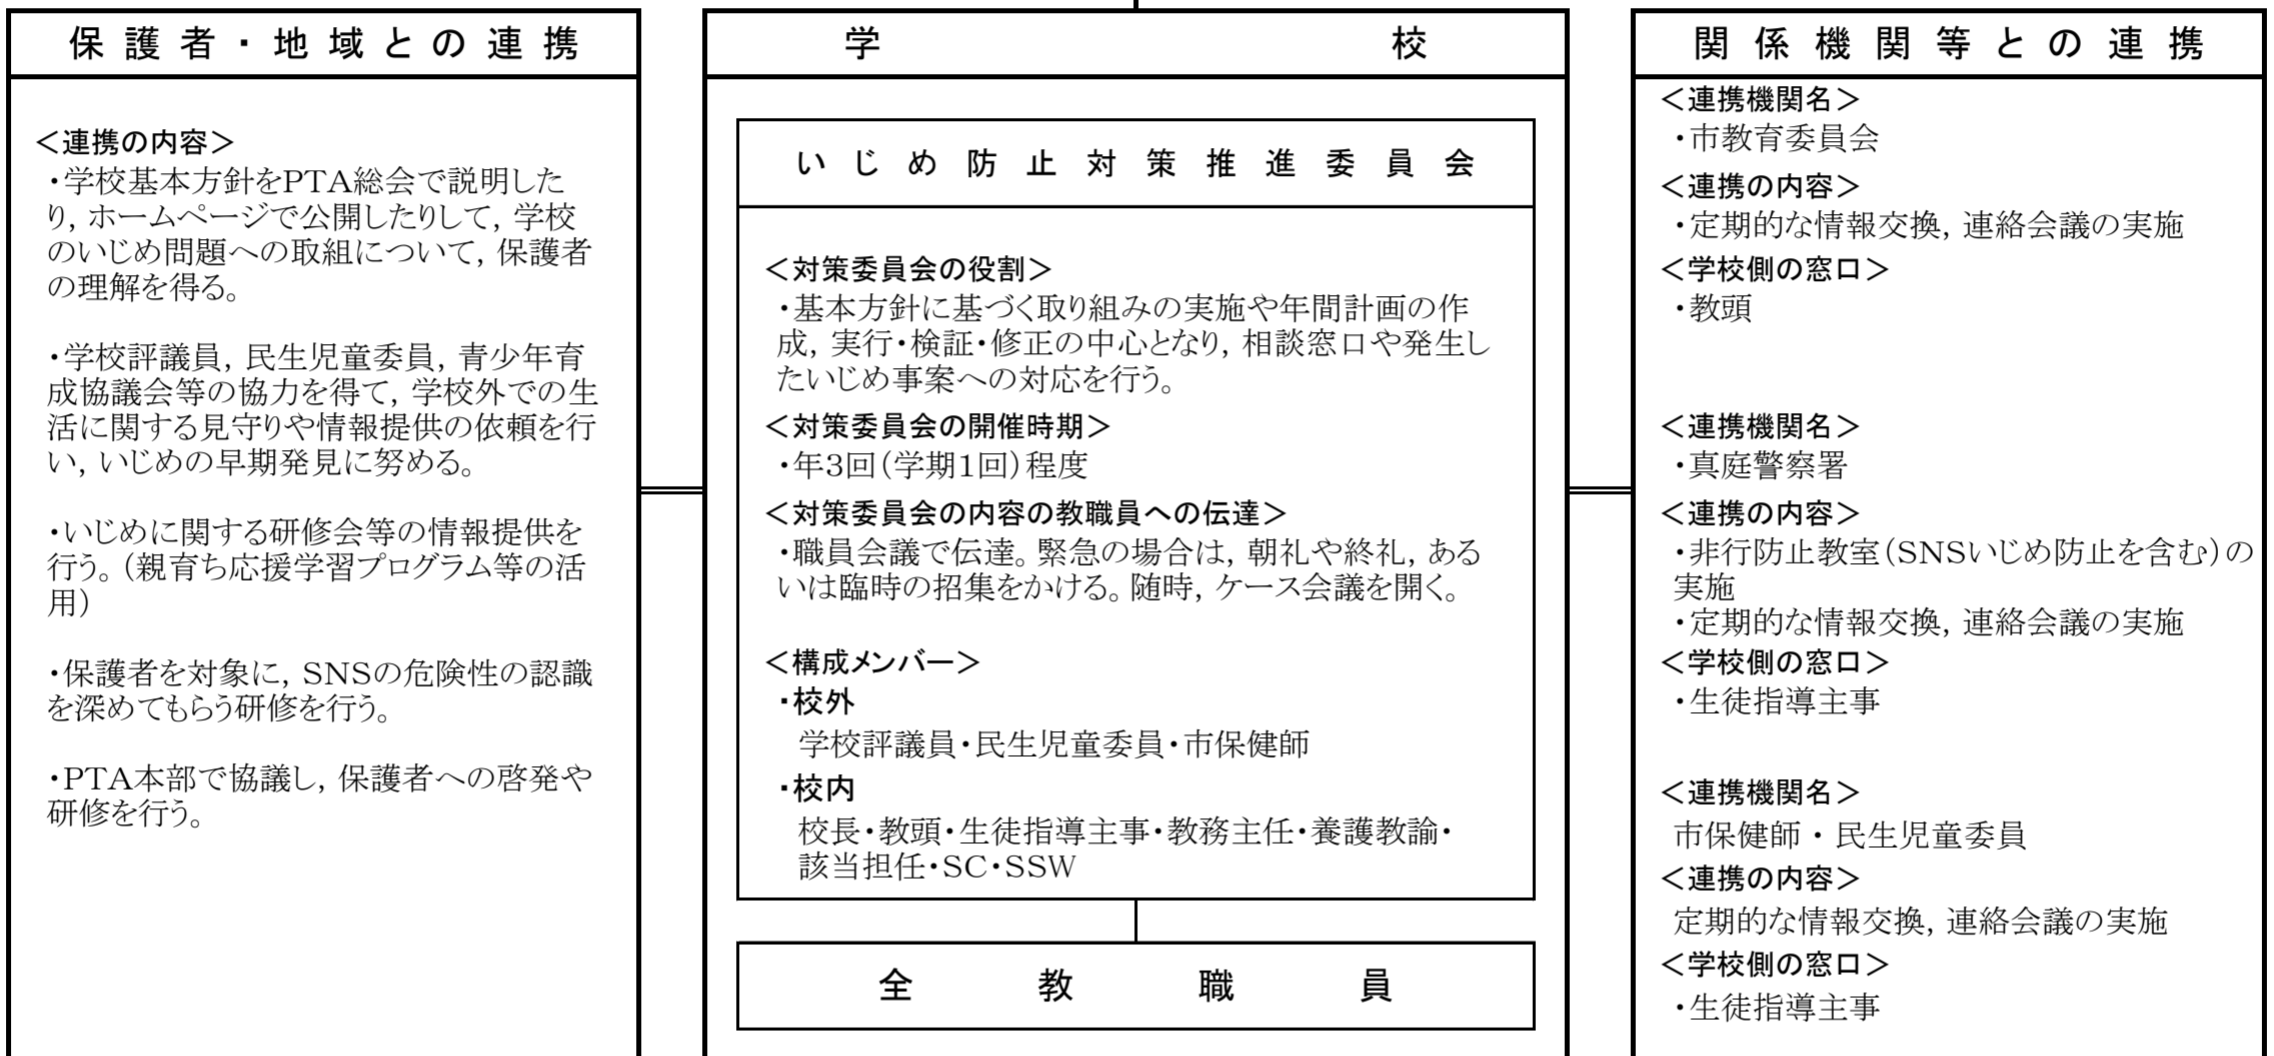 保護者・地域との連携
＜連携の内容＞
・学校基本方針をPTA総会で説明した
り，ホームページで公開したりして，学校
のいじめ問題への取組について，保護者
の理解を得る。
・学校評議員，民生児童委員，青少年育
成協議会等の協力を得て，学校外での生
活に関する見守りや情報提供の依頼を行
い，いじめの早期発見に努める。
・いじめに関する研修会等の情報提供を
行う。（親育ち応援学習プログラム等の活
用）
・保護者を対象に，SNSの危険性の認識
を深めてもらう研修を行う。
・PTA本部で協議し，保護者への啓発や
研修を行う。
学校
いじめ防止対策推進委員会
＜対策委員会の役割＞
・基本方針に基づく取り組みの実施や年間計画の作
成，実行・検証・修正の中心となり，相談窓口や発生し
たいじめ事案への対応を行う。
＜対策委員会の開催時期＞
・年3回（学期1回）程度
＜対策委員会の内容の教職員への伝達＞
・職員会議で伝達。緊急の場合は，朝礼や終礼，ある
いは臨時の招集をかける。随時，ケース会議を開く。
＜構成メンバー＞
・校外
学校評議員・民生児童委員・市保健師
・校内
校長・教頭・生徒指導主事・教務主任・養護教諭・
該当担任・SC・SSW
全教職員
関係機関等との連携
＜連携機関名＞
・市教育委員会
＜連携の内容＞
・定期的な情報交換，連絡会議の実施
＜学校側の窓口＞
・教頭
＜連携機関名＞
・真庭警察署
＜連携の内容＞
・非行防止教室（SNSいじめ防止を含む）の
実施
・定期的な情報交換，連絡会議の実施
＜学校側の窓口＞
・生徒指導主事
＜連携機関名＞
市保健師・民生児童委員
＜連携の内容＞
定期的な情報交換，連絡会議の実施
＜学校側の窓口＞
・生徒指導主事